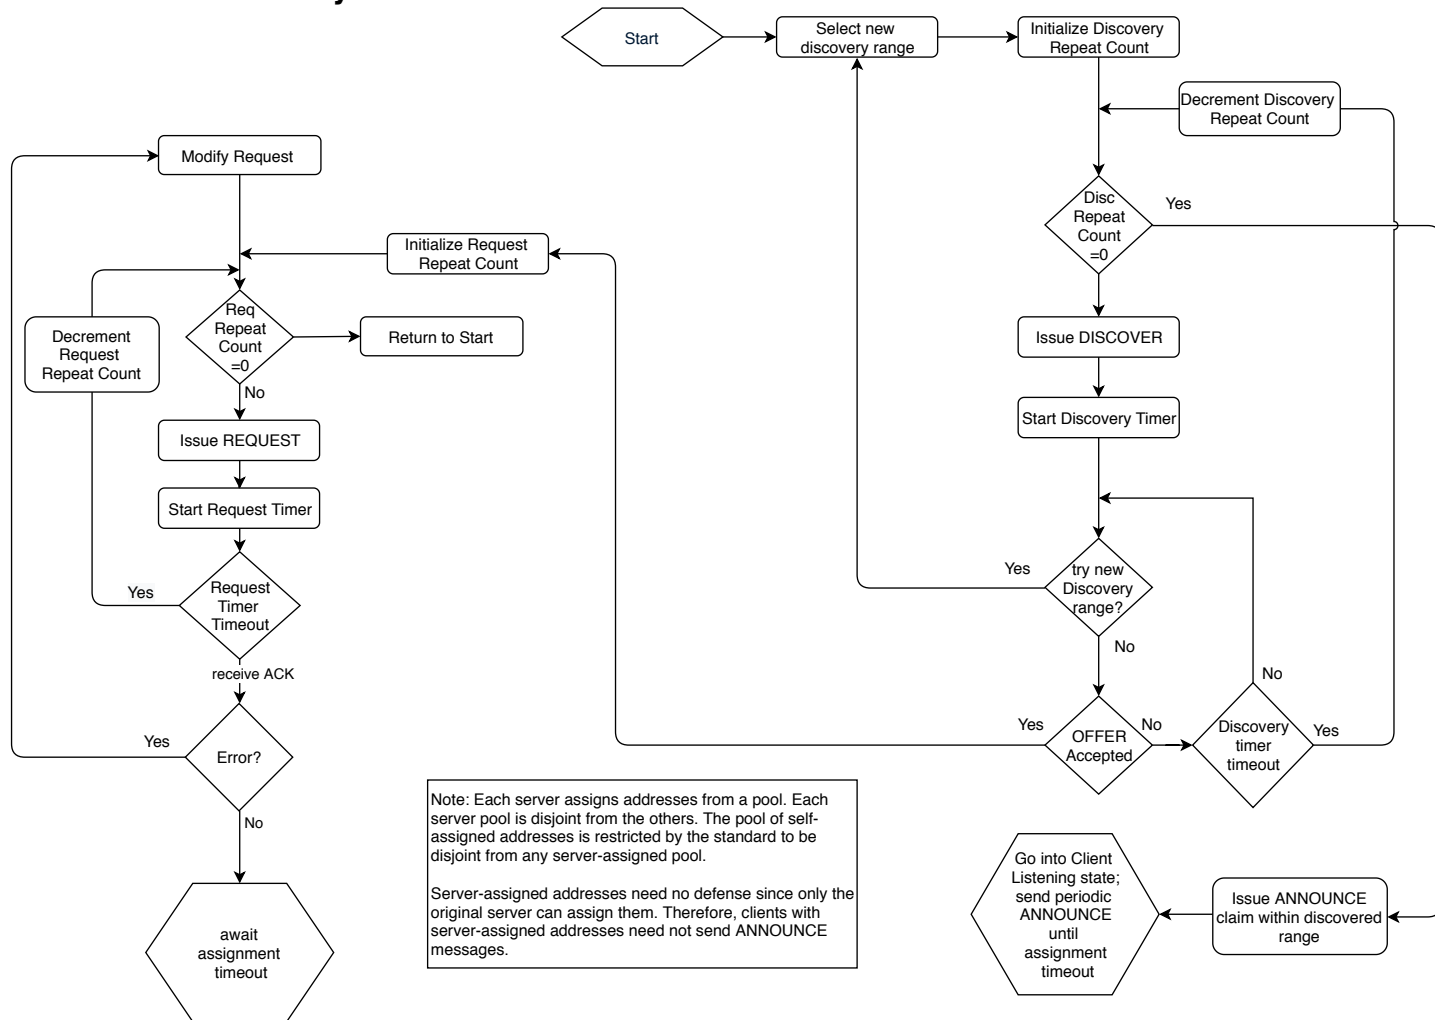 Start
Select new
discovery range
Initialize Discovery
Repeat Count
Decrement Discovery
Repeat Count
Disc
Repeat
Count
=0
Yes
Issue DISCOVER
Start Discovery Timer
try new
Discovery
range?
Yes
No
OFFER
Accepted
Yes
No
Discovery
timer
timeout
No
Yes
Modify Request
Initialize Request
Repeat Count
Req
Repeat
Count
=0
Return to Start
No
Decrement
Request
Repeat Count
Issue REQUEST
Start Request Timer
Request
Timer
Timeout
Yes
receive ACK
Error?
Yes
No
await
assignment
timeout
Note: Each server assigns addresses from a pool. Each
server pool is disjoint from the others. The pool of self-
assigned addresses is restricted by the standard to be
disjoint from any server-assigned pool.
Server-assigned addresses need no defense since only the
original server can assign them. Therefore, clients with
server-assigned addresses need not send ANNOUNCE
messages.
Go into Client
Listening state;
send periodic
ANNOUNCE
until
assignment
timeout
Issue ANNOUNCE
claim within discovered
range